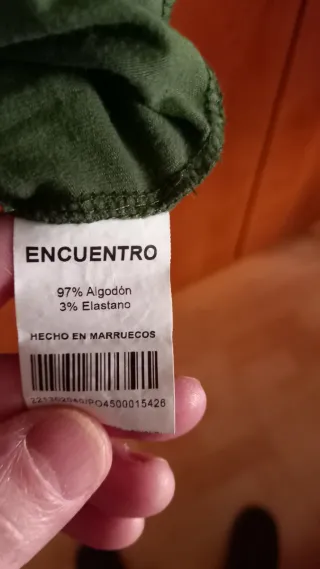 ENCUENTRO
97% Algodón
3% Elastano
HECHO EN MARRUECOS